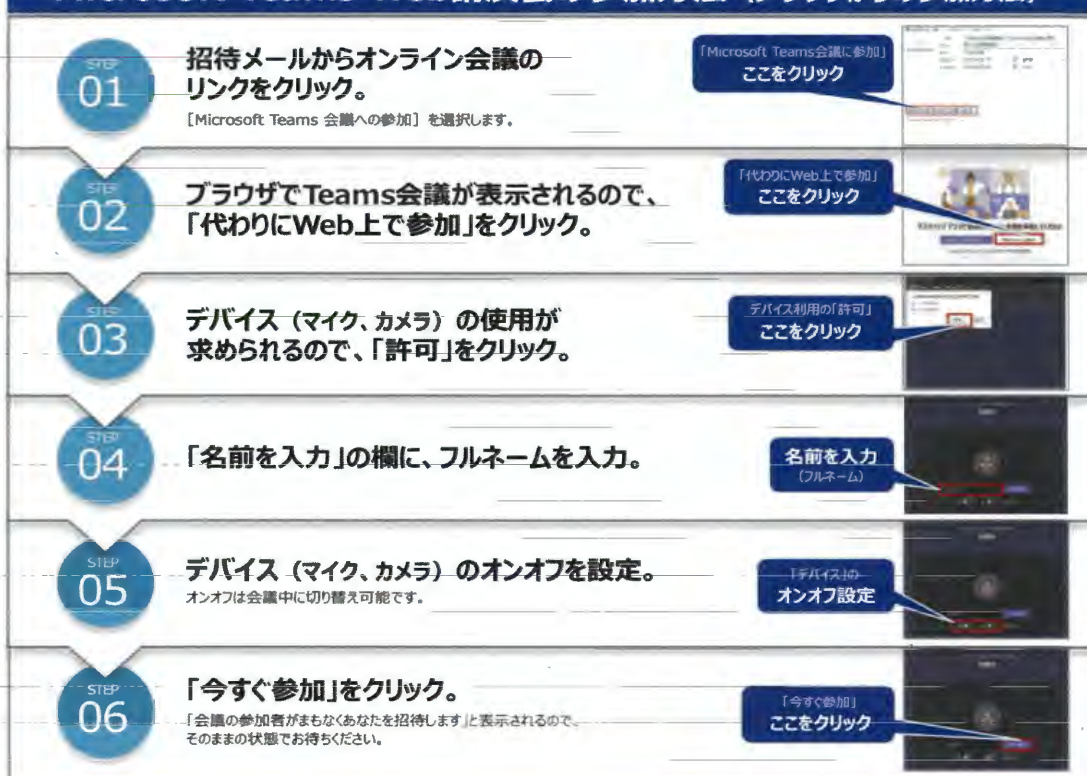 STEP
01
招待メールからオンライン会議の
リンクをクリック。
[Microsoft Teams 会議への参加] を選択します。
「Microsoft Teams会議に参加」
ここをクリック
STEP
02
ブラウザでTeams会議が表示されるので、
「代わりにWeb上で参加」をクリック。
「代わりにWeb上で参加」
ここをクリック
STEP
03
デバイス（マイク、カメラ）の使用が
求められるので、「許可」をクリック。
デバイス利用の「許可」
ここをクリック
STEP
04
「名前を入力」の欄に、フルネームを入力。
名前を入力
（フルネーム）
STEP
05
デバイス（マイク、カメラ）のオンオフを設定。
オンオフは会議中に切り替え可能です。
「デバイス」の
オンオフ設定
STEP
06
「今すぐ参加」をクリック。
「会議の参加者がまもなくあなたを招待します」と表示されるので、
そのままの状態でお待ちください。
「今すぐ参加」
ここをクリック